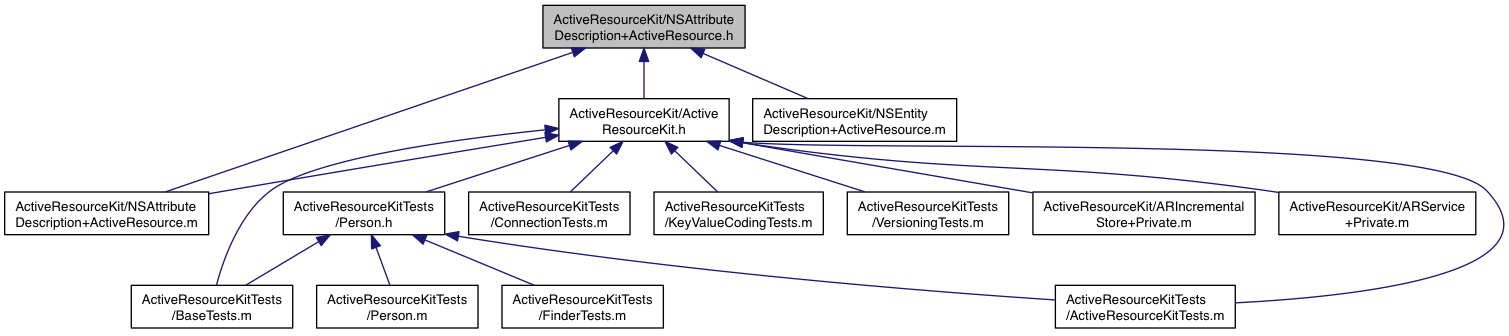 ActiveResourceKit/NSAttribute
Description+ActiveResource.h
ActiveResourceKit/Active
ResourceKit.h
ActiveResourceKit/NSEntity
Description+ActiveResource.m
ActiveResourceKit/NSAttribute
Description+ActiveResource.m
ActiveResourceKitTests
/Person.h
ActiveResourceKitTests
/ConnectionTests.m
ActiveResourceKitTests
/KeyValueCodingTests.m
ActiveResourceKitTests
/VersioningTests.m
ActiveResourceKit/ARIncremental
Store+Private.m
ActiveResourceKit/ARService
+Private.m
ActiveResourceKitTests
/BaseTests.m
ActiveResourceKitTests
/Person.m
ActiveResourceKitTests
/FinderTests.m
ActiveResourceKitTests
/ActiveResourceKitTests.m